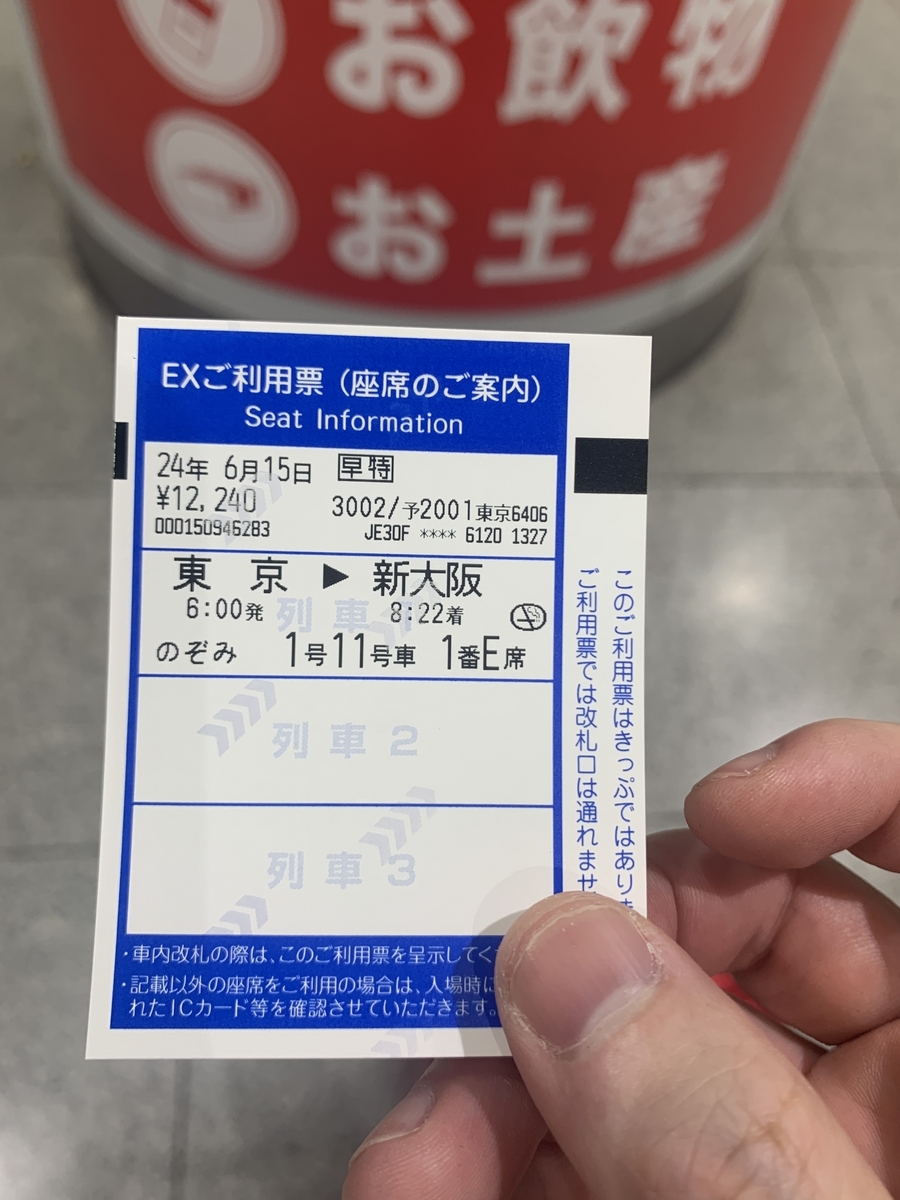 お飲物
お土産
EXご利用票（座席のご案内）
Seat Information
24年 6月15日 早特
¥12,240 3002/予2001東京6406
000150946283 JE30F **** 6120 1327
東 京 ▶ 新大阪
6:00発 列車 8:22着
のぞみ 1号11号車 1番E席
列車2
列車3
・車内改札の際は、このご利用票を呈示してく
・記載以外の座席をご利用の場合は、入場時に
れたICカード等を確認させていただきます。
このご利用票はきっぷではありま
ご利用票では改札口は通れませ